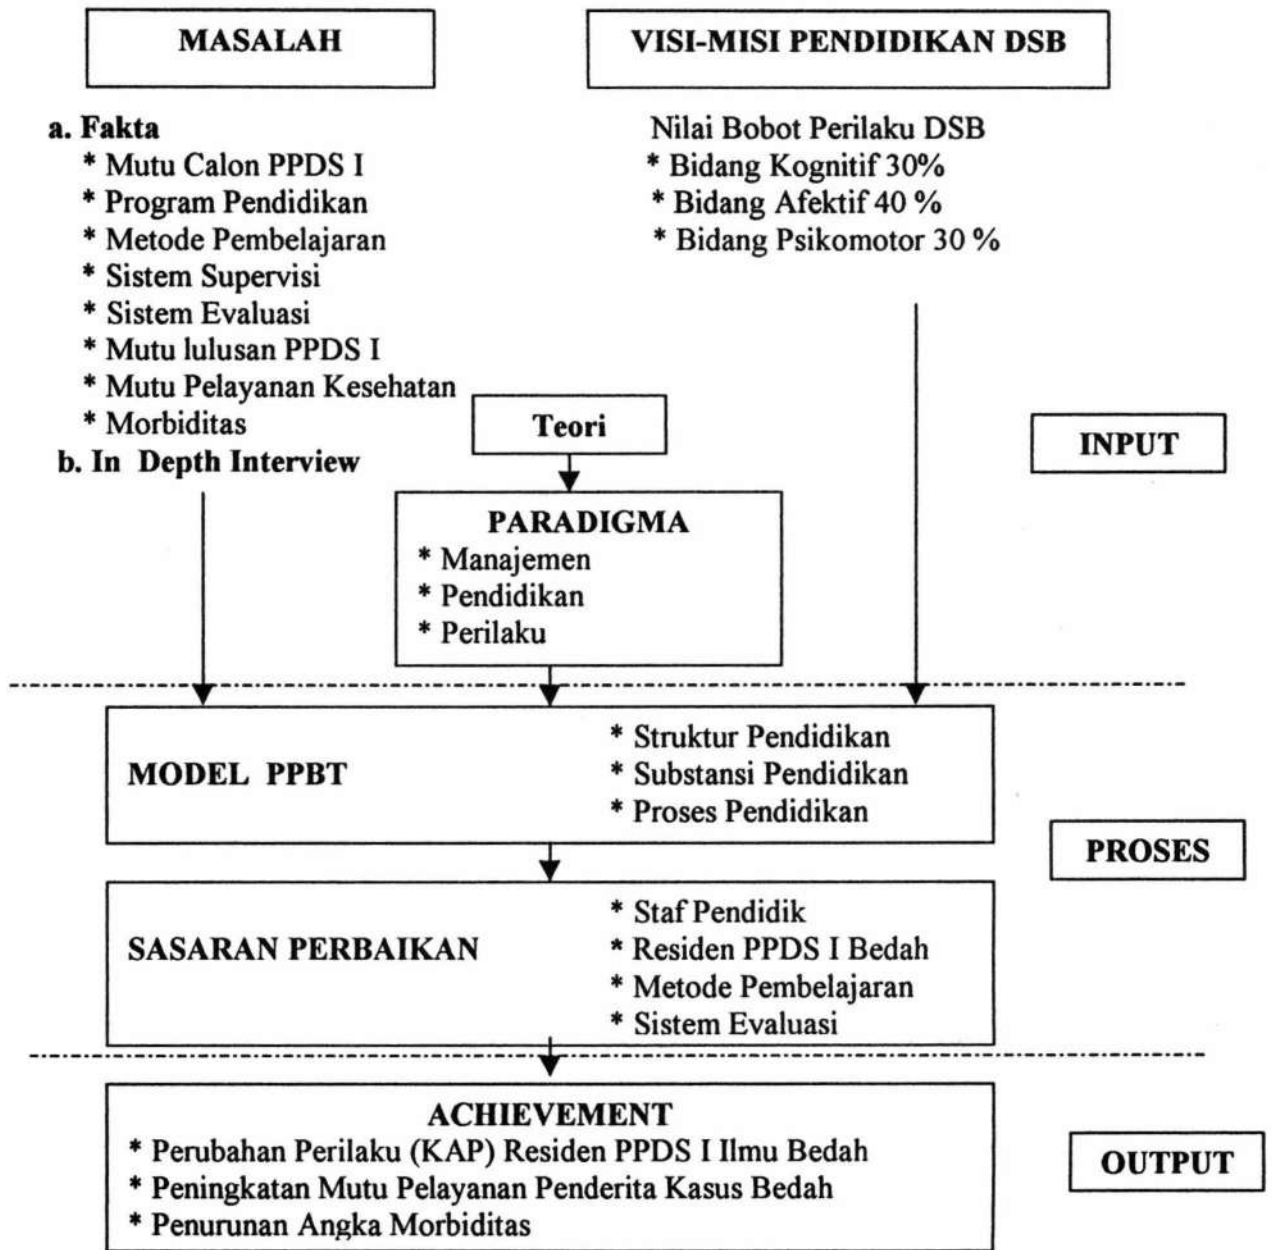 MASALAH
VISI-MISI PENDIDIKAN DSB
a. Fakta
* Mutu Calon PPDS I
* Program Pendidikan
* Metode Pembelajaran
* Sistem Supervisi
* Sistem Evaluasi
* Mutu lulusan PPDS I
* Mutu Pelayanan Kesehatan
* Morbiditas
b. In Depth Interview
Nilai Bobot Perilaku DSB
* Bidang Kognitif 30%
* Bidang Afektif 40 %
* Bidang Psikomotor 30 %
Teori
INPUT
PARADIGMA
* Manajemen
* Pendidikan
* Perilaku
MODEL PPBT
* Struktur Pendidikan
* Substansi Pendidikan
* Proses Pendidikan
PROSES
SASARAN PERBAIKAN
* Staf Pendidik
* Residen PPDS I Bedah
* Metode Pembelajaran
* Sistem Evaluasi
ACHIEVEMENT
* Perubahan Perilaku (KAP) Residen PPDS I Ilmu Bedah
* Peningkatan Mutu Pelayanan Penderita Kasus Bedah
* Penurunan Angka Morbiditas
OUTPUT